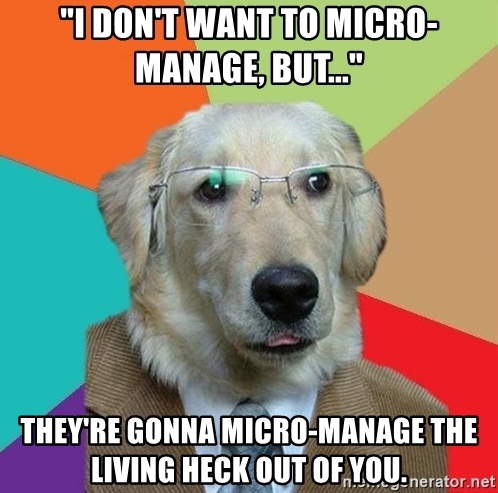 "I DON'T WANT TO MICRO-
MANAGE, BUT..."
THEY'RE GONNA MICRO-MANAGE THE
LIVING HECK OUT OF YOU.